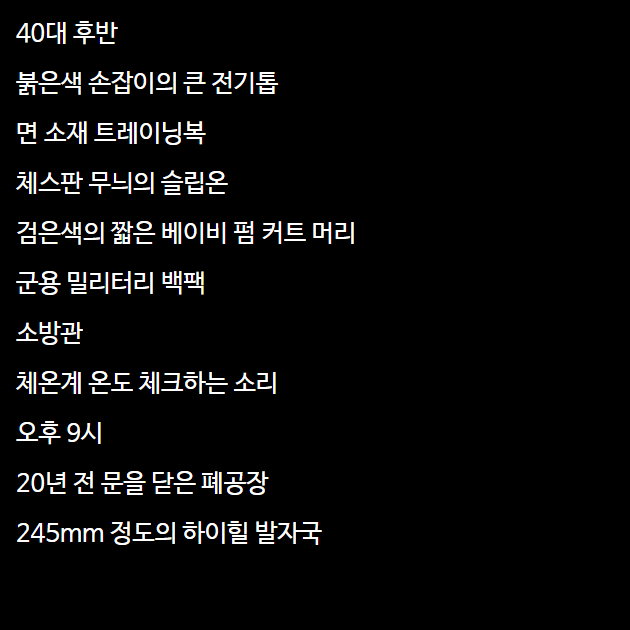 40대 후반
붉은색 손잡이의 큰 전기톱
면 소재 트레이닝복
체스판 무늬의 슬립온
검은색의 짧은 베이비 펌 커트 머리
군용 밀리터리 백팩
소방관
체온계 온도 체크하는 소리
오후 9시
20년 전 문을 닫은 폐공장
245mm 정도의 하이힐 발자국